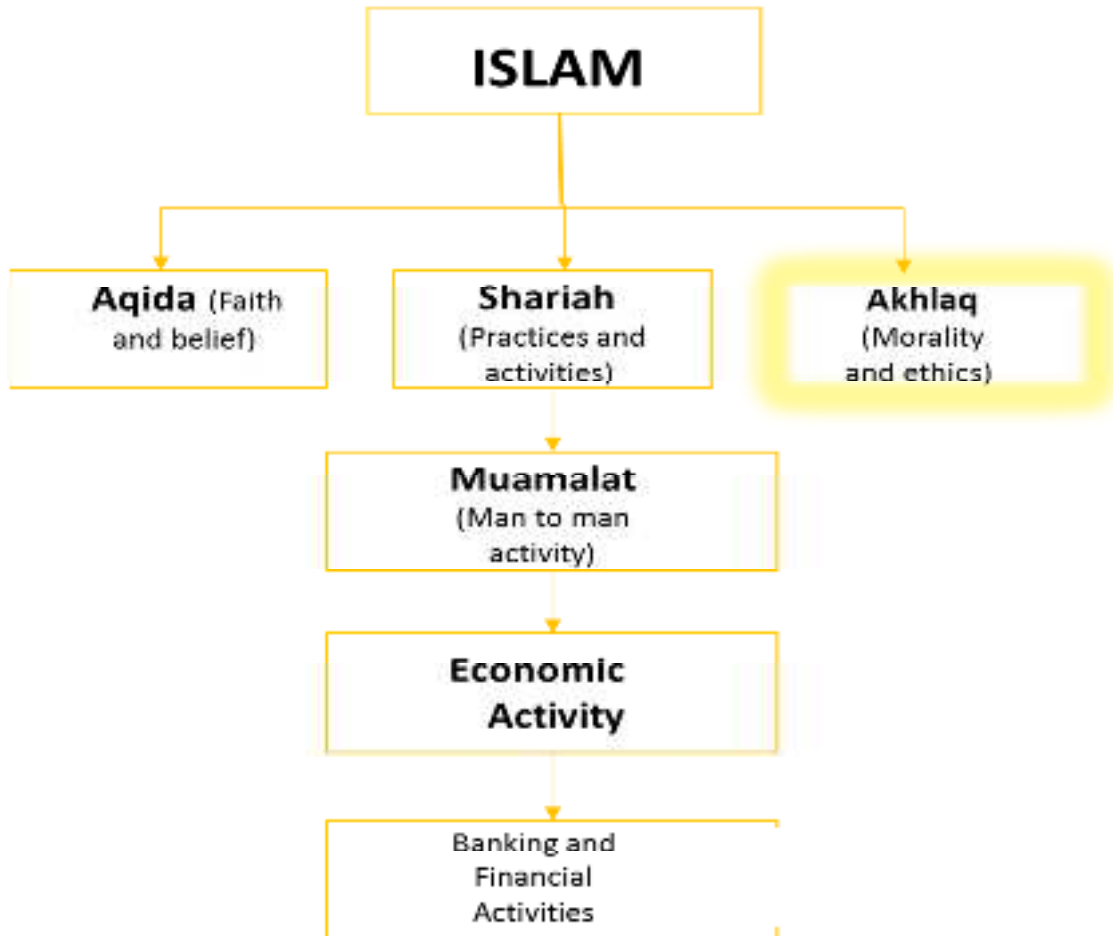 ISLAM
Aqida (Faith
and belief)
Shariah
(Practices and
activities)
Akhlaq
(Morality
and ethics)
Muamalat
(Man to man
activity)
Economic
Activity
Banking and
Financial
Activities